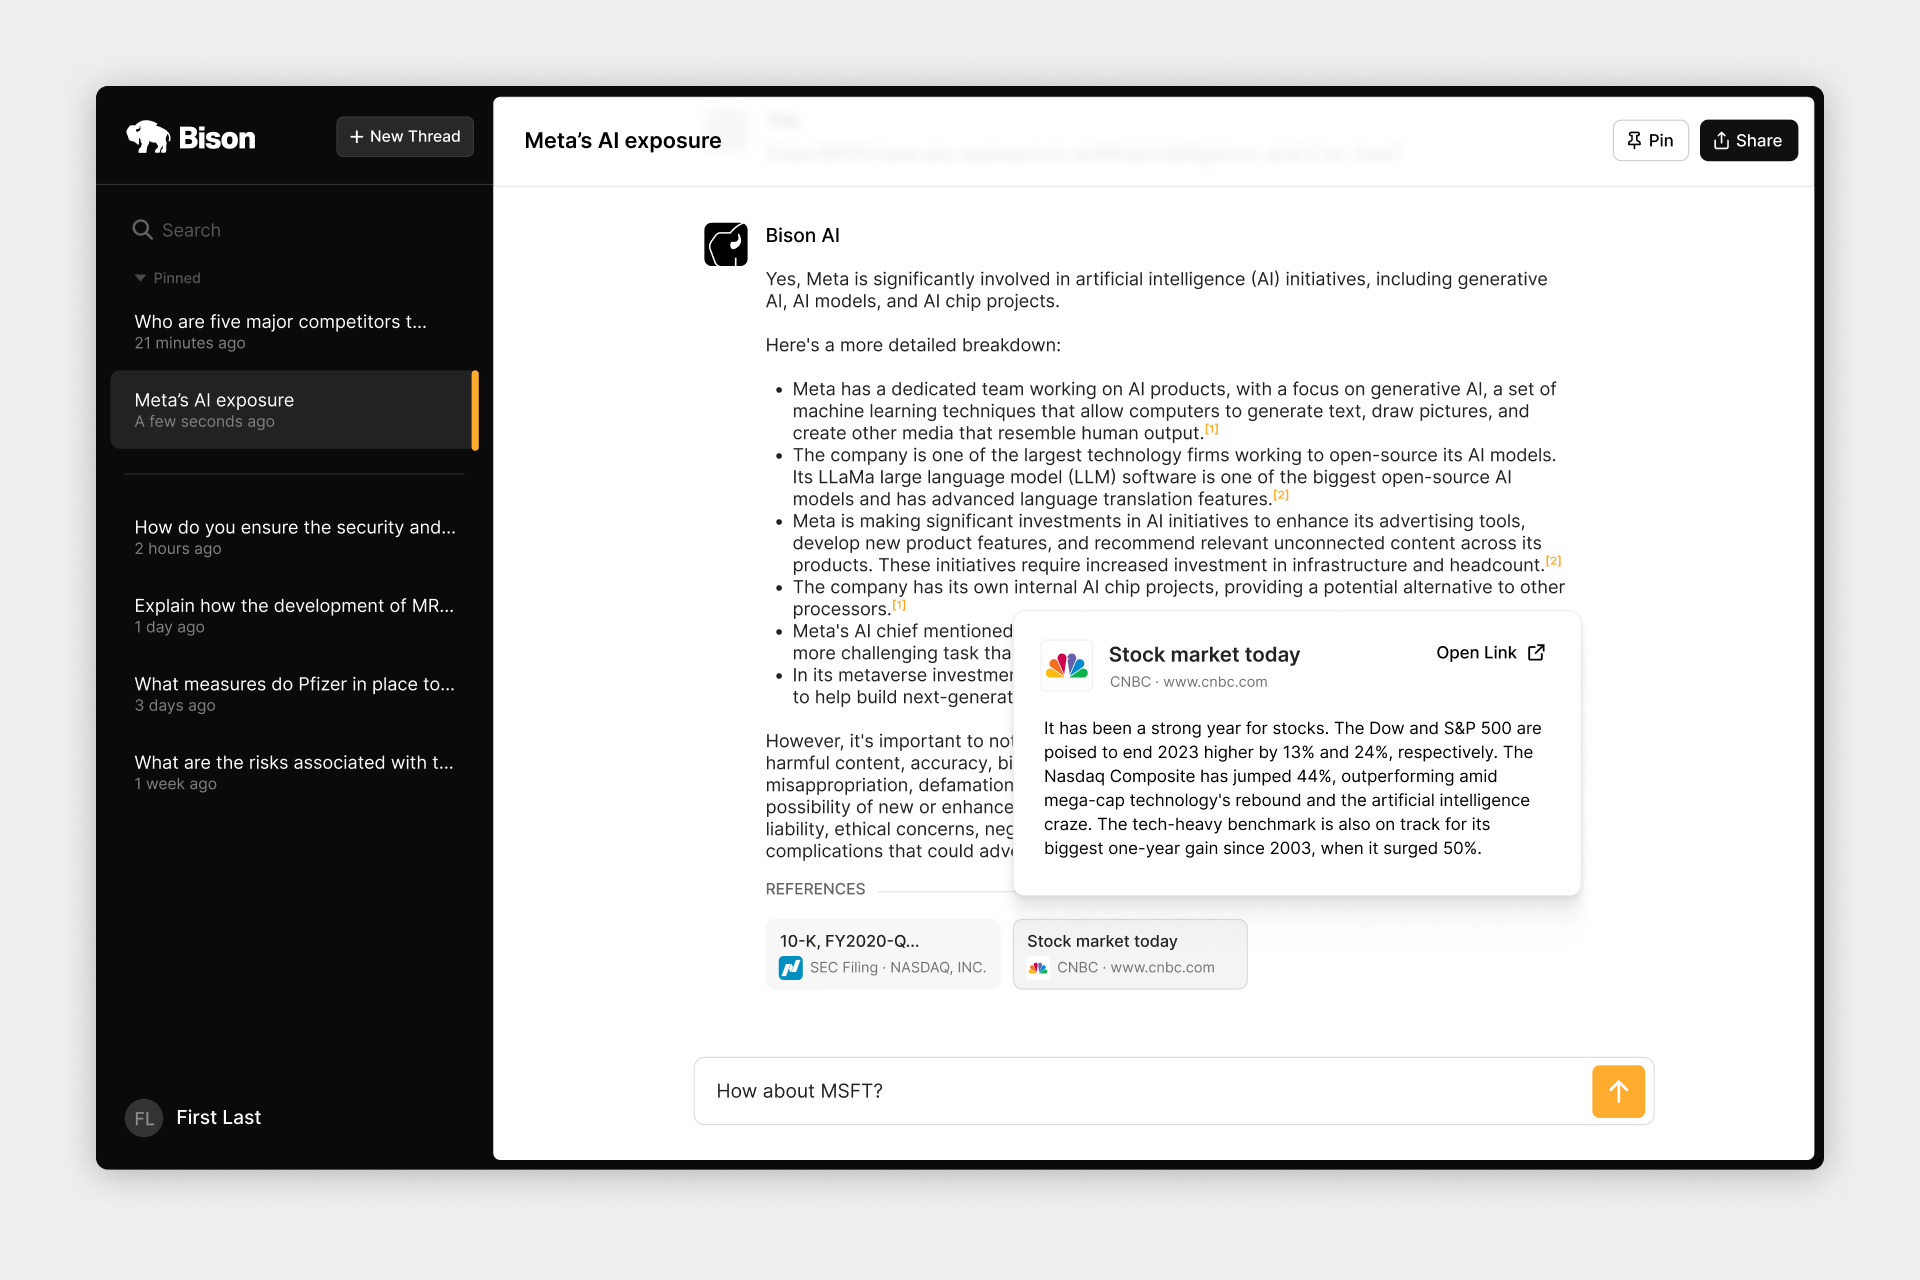 Bison
New Thread
Search
Pinned
Who are five major competitors t...
21 minutes ago
Meta’s AI exposure
A few seconds ago
How do you ensure the security and...
2 hours ago
Explain how the development of MR...
1 day ago
What measures do Pfizer in place to...
3 days ago
What are the risks associated with t...
1 week ago
FL
First Last
Meta’s AI exposure
Pin
Share
Bison AI
Yes, Meta is significantly involved in artificial intelligence (AI) initiatives, including generative
AI, AI models, and AI chip projects.
Here's a more detailed breakdown:
• Meta has a dedicated team working on AI products, with a focus on generative AI, a set of
machine learning techniques that allow computers to generate text, draw pictures, and
create other media that resemble human output.[1]
• The company is one of the largest technology firms working to open-source its AI models.
Its LLaMa large language model (LLM) software is one of the biggest open-source AI
models and has advanced language translation features.[2]
• Meta is making significant investments in AI initiatives to enhance its advertising tools,
develop new product features, and recommend relevant unconnected content across its
products. These initiatives require increased investment in infrastructure and headcount.[2]
• The company has its own internal AI chip projects, providing a potential alternative to other
processors.[1]
• Meta's AI chief mentioned
more challenging task tha
• In its metaverse investmer
to help build next-generat
However, it's important to not
harmful content, accuracy, bi
misappropriation, defamation
possibility of new or enhance
liability, ethical concerns, neg
complications that could adve
Stock market today
CNBC · www.cnbc.com
Open Link
It has been a strong year for stocks. The Dow and S&P 500 are
poised to end 2023 higher by 13% and 24%, respectively. The
Nasdaq Composite has jumped 44%, outperforming amid
mega-cap technology's rebound and the artificial intelligence
craze. The tech-heavy benchmark is also on track for its
biggest one-year gain since 2003, when it surged 50%.
REFERENCES
10-K, FY2020-Q...
SEC Filing · NASDAQ, INC.
Stock market today
CNBC · www.cnbc.com
How about MSFT?